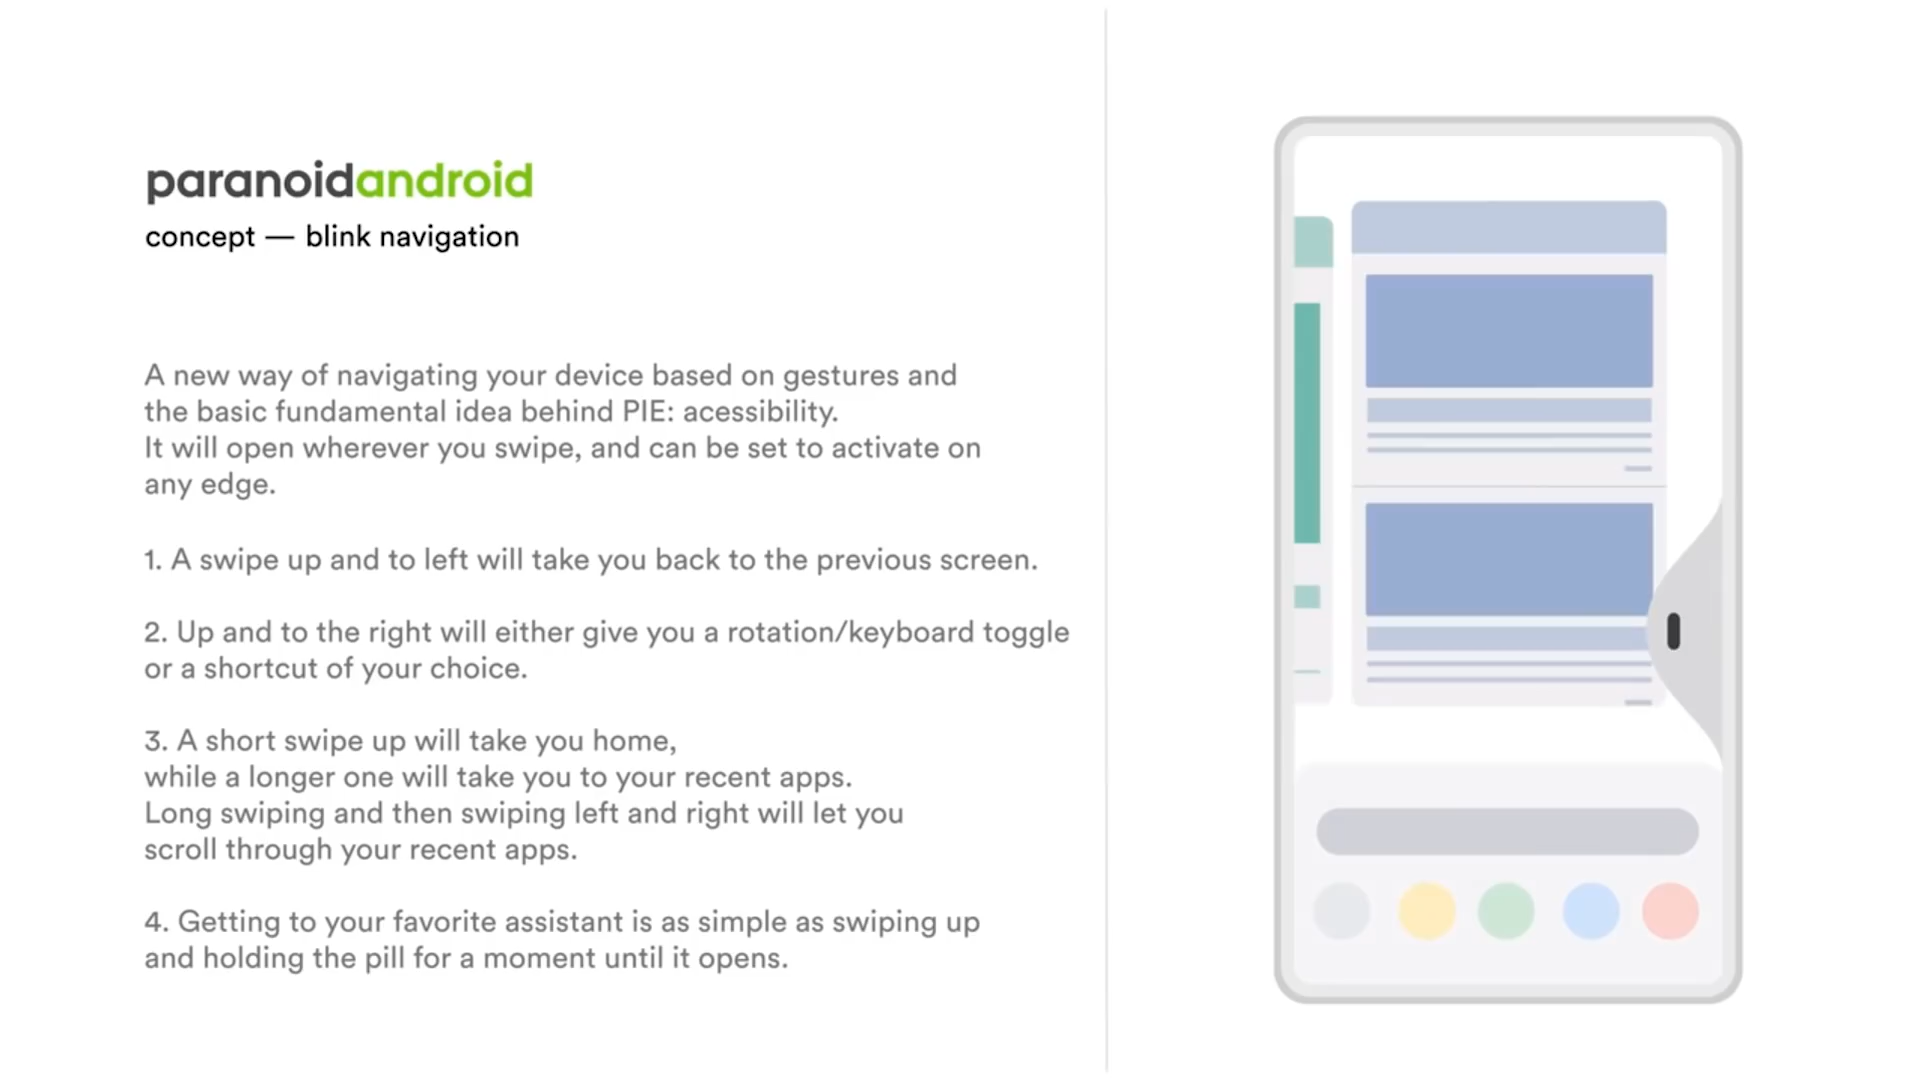 paranoidandroid
concept — blink navigation
A new way of navigating your device based on gestures and
the basic fundamental idea behind PIE: acessibility.
It will open wherever you swipe, and can be set to activate on
any edge.
1. A swipe up and to left will take you back to the previous screen.
2. Up and to the right will either give you a rotation/keyboard toggle
or a shortcut of your choice.
3. A short swipe up will take you home,
while a longer one will take you to your recent apps.
Long swiping and then swiping left and right will let you
scroll through your recent apps.
4. Getting to your favorite assistant is as simple as swiping up
and holding the pill for a moment until it opens.